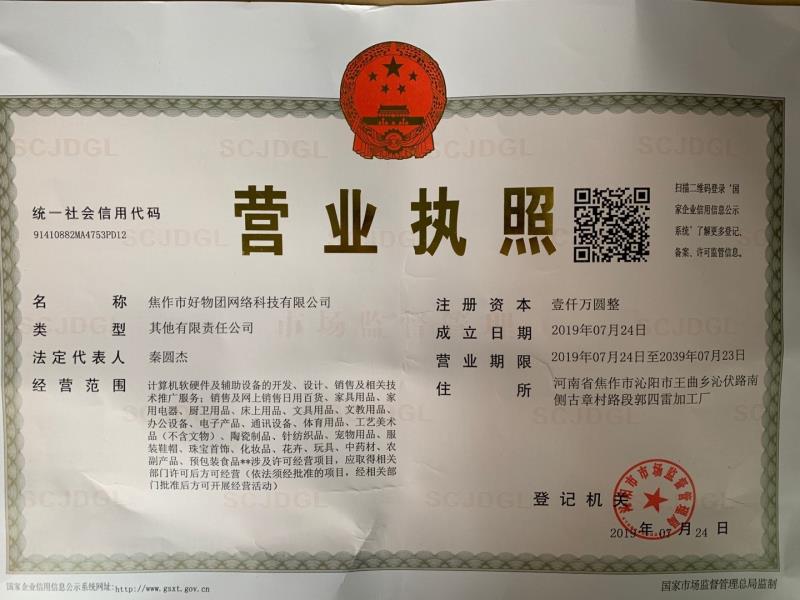 营业执照
统一社会信用代码
91410882MA4753PD12
扫描二维码登录‘国
家企业信用信息公示
系统’了解更多登记、
备案、许可监管信息。
名称 焦作市好物团网络科技有限公司
类型 其他有限责任公司
法定代表人 秦圆杰
经营范围 计算机软硬件及辅助设备的开发、设计、销售及相关技
术推广服务；销售及网上销售日用百货、家具用品、家
用电器、厨卫用品、床上用品、文具用品、文教用品、
办公设备、电子产品、通讯设备、体育用品、工艺美术
品（不含文物）、陶瓷制品、针纺织品、宠物用品、服
装鞋帽、珠宝首饰、化妆品、花卉、玩具、中药材、农
副产品、预包装食品**涉及许可经营项目，应取得相关
部门许可后方可经营（依法须经批准的项目，经相关部
门批准后方可开展经营活动）
注册资本 壹仟万圆整
成立日期 2019年07月24日
营业期限 2019年07月24日至2039年07月23日
住所 河南省焦作市沁阳市王曲乡沁伏路南
侧古章村路段郭四雷加工厂
登记机关
沁阳市市场监督管理局
2019年07月24日
国家企业信用信息公示系统网址:http://www.gsxt.gov.cn
国家市场监督管理总局监制
SCJDGL
市场监督管理